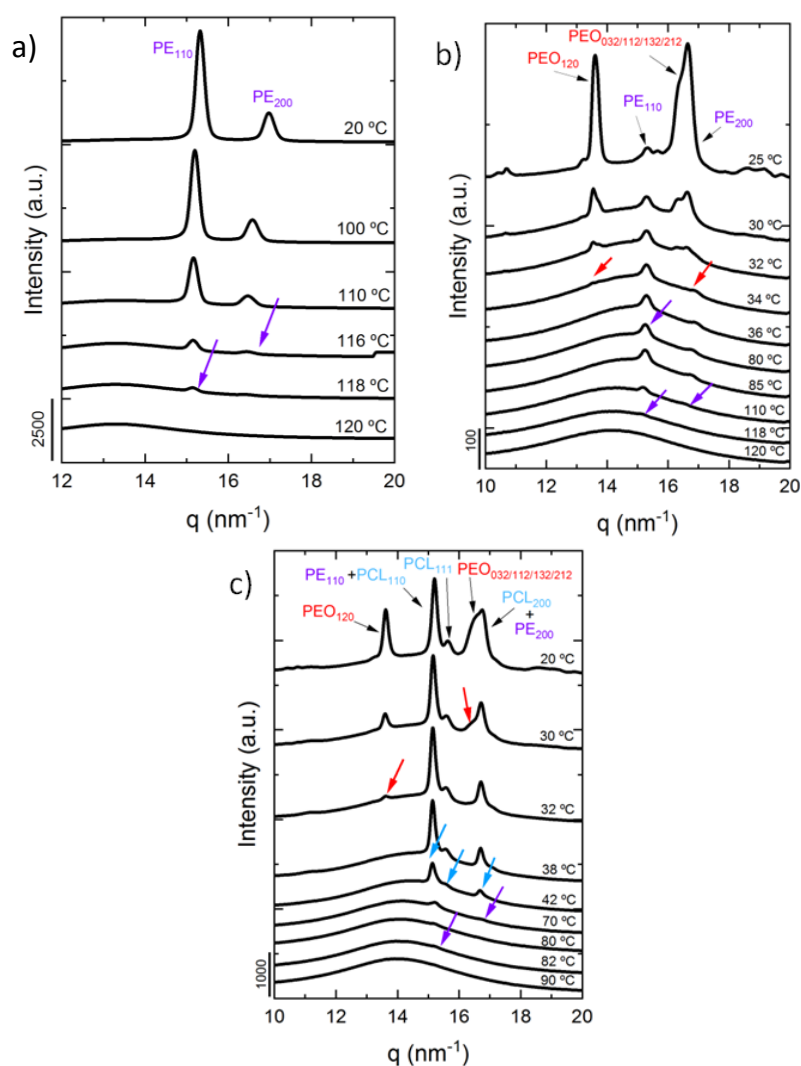 a)
PE110
PE200
20 ºC
100 ºC
110 ºC
116 ºC
118 ºC
120 ºC
2500
Intensity (a.u.)
12 14 16 18 20
q (nm-1)
b)
PEO032/112/132/212
PEO120
PE110
PE200
25 ºC
30 ºC
32 ºC
34 ºC
36 ºC
80 ºC
85 ºC
110 ºC
118 ºC
120 ºC
100
Intensity (a.u.)
10 12 14 16 18 20
q (nm-1)
c)
PCL111
PEO032/112/132/212
PE110 +PCL110
PEO120
PCL200
+
PE200
20 ºC
30 ºC
32 ºC
38 ºC
42 ºC
70 ºC
80 ºC
82 ºC
90 ºC
1000
Intensity (a.u.)
10 12 14 16 18 20
q (nm-1)